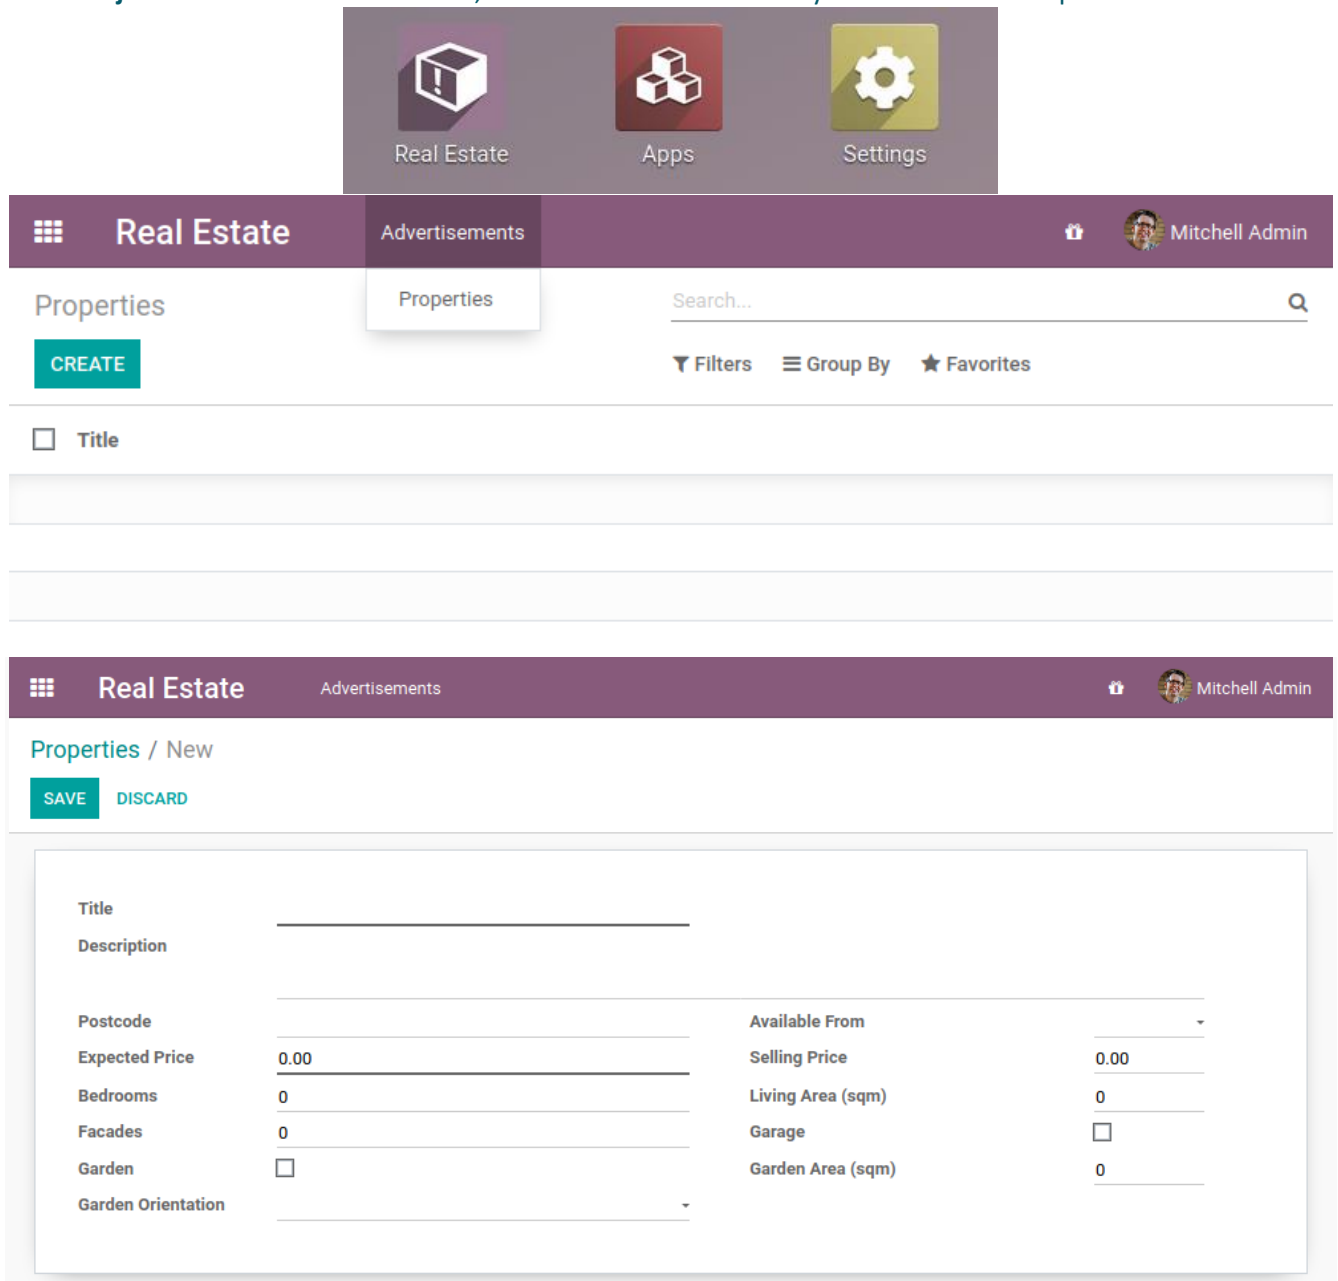 Real Estate Apps Settings
Real Estate Advertisements Mitchell Admin
Properties Properties Search...
CREATE Filters Group By Favorites
Title
Real Estate Advertisements Mitchell Admin
Properties / New
SAVE DISCARD
Title
Description
Postcode Available From
Expected Price 0.00 Selling Price 0.00
Bedrooms 0 Living Area (sqm) 0
Facades 0 Garage
Garden Garden Area (sqm) 0
Garden Orientation